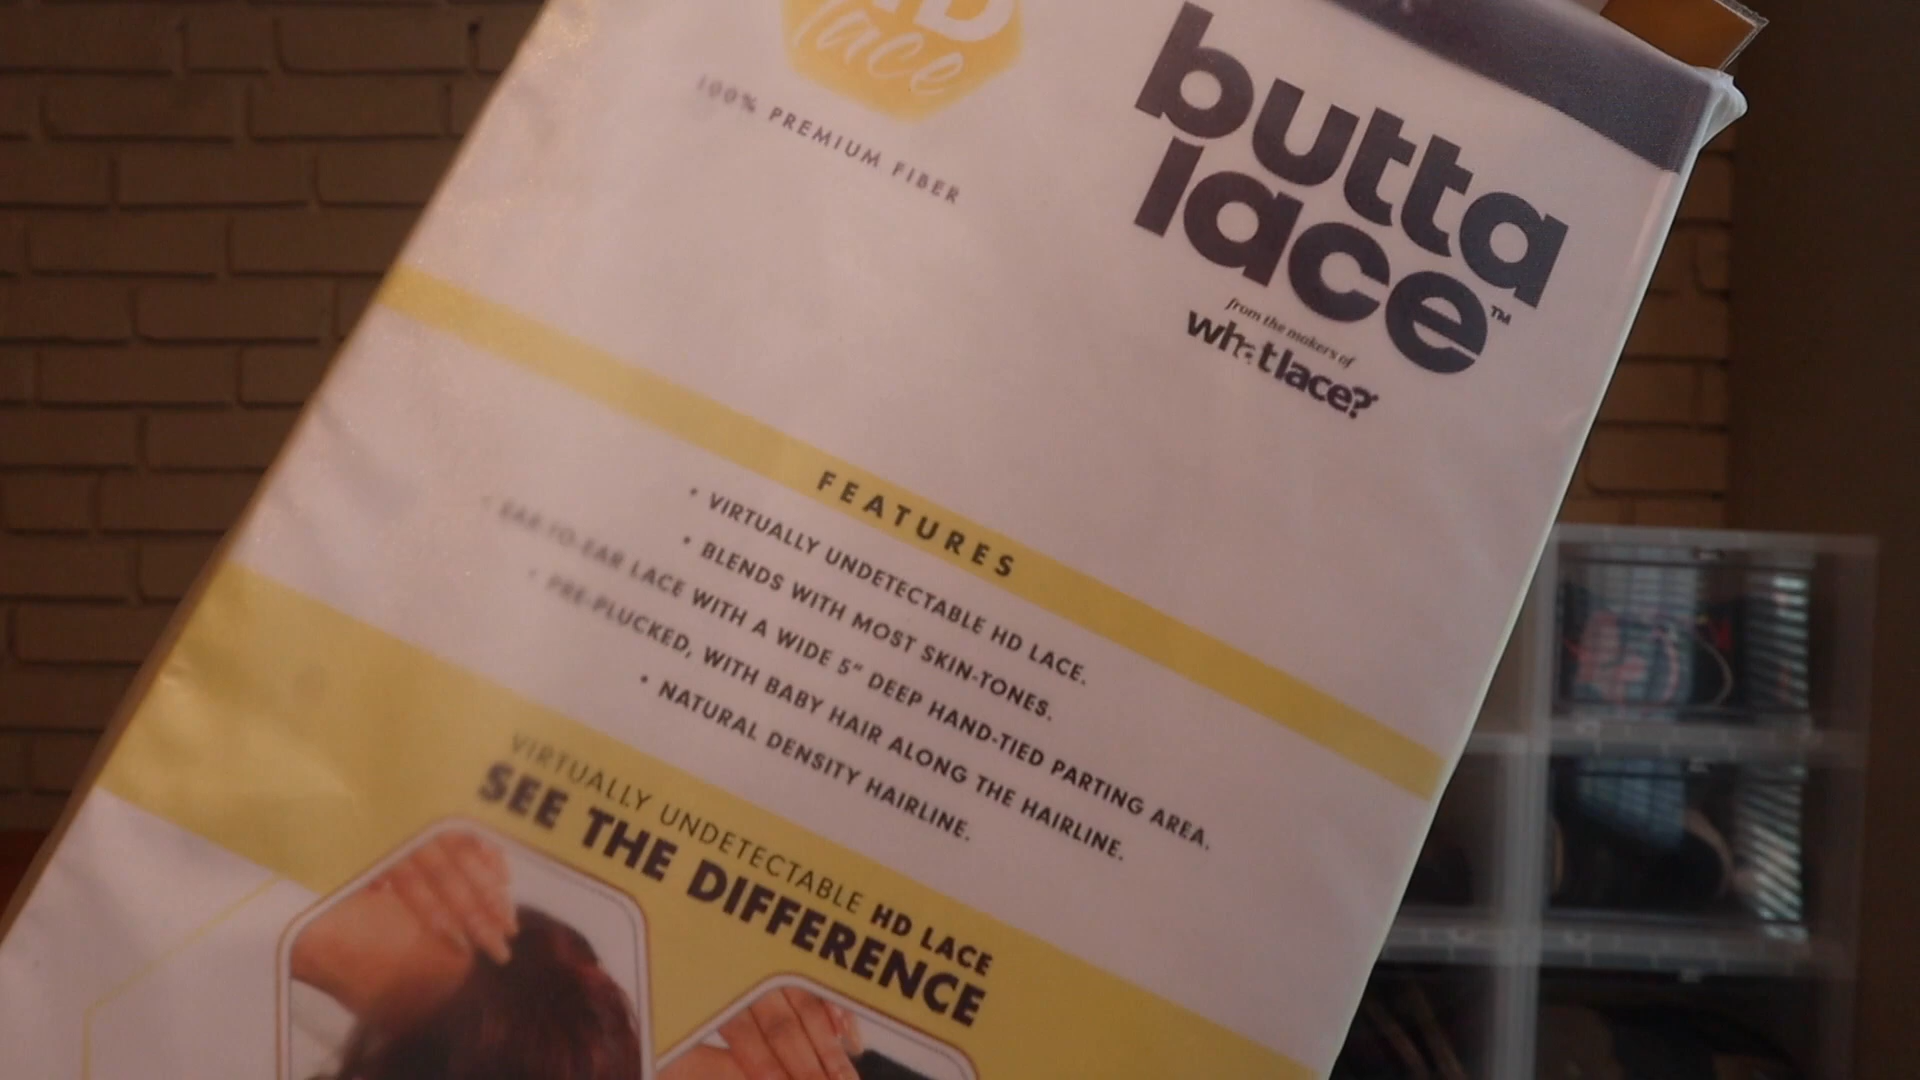 HD
lace
100% PREMIUM FIBER
butta
lace™
from the makers of
whatlace?
FEATURES
• VIRTUALLY UNDETECTABLE HD LACE.
• BLENDS WITH MOST SKIN-TONES.
• EAR-TO-EAR LACE WITH A WIDE 5" DEEP HAND-TIED PARTING AREA.
• PRE-PLUCKED, WITH BABY HAIR ALONG THE HAIRLINE.
• NATURAL DENSITY HAIRLINE.
VIRTUALLY UNDETECTABLE HD LACE
SEE THE DIFFERENCE